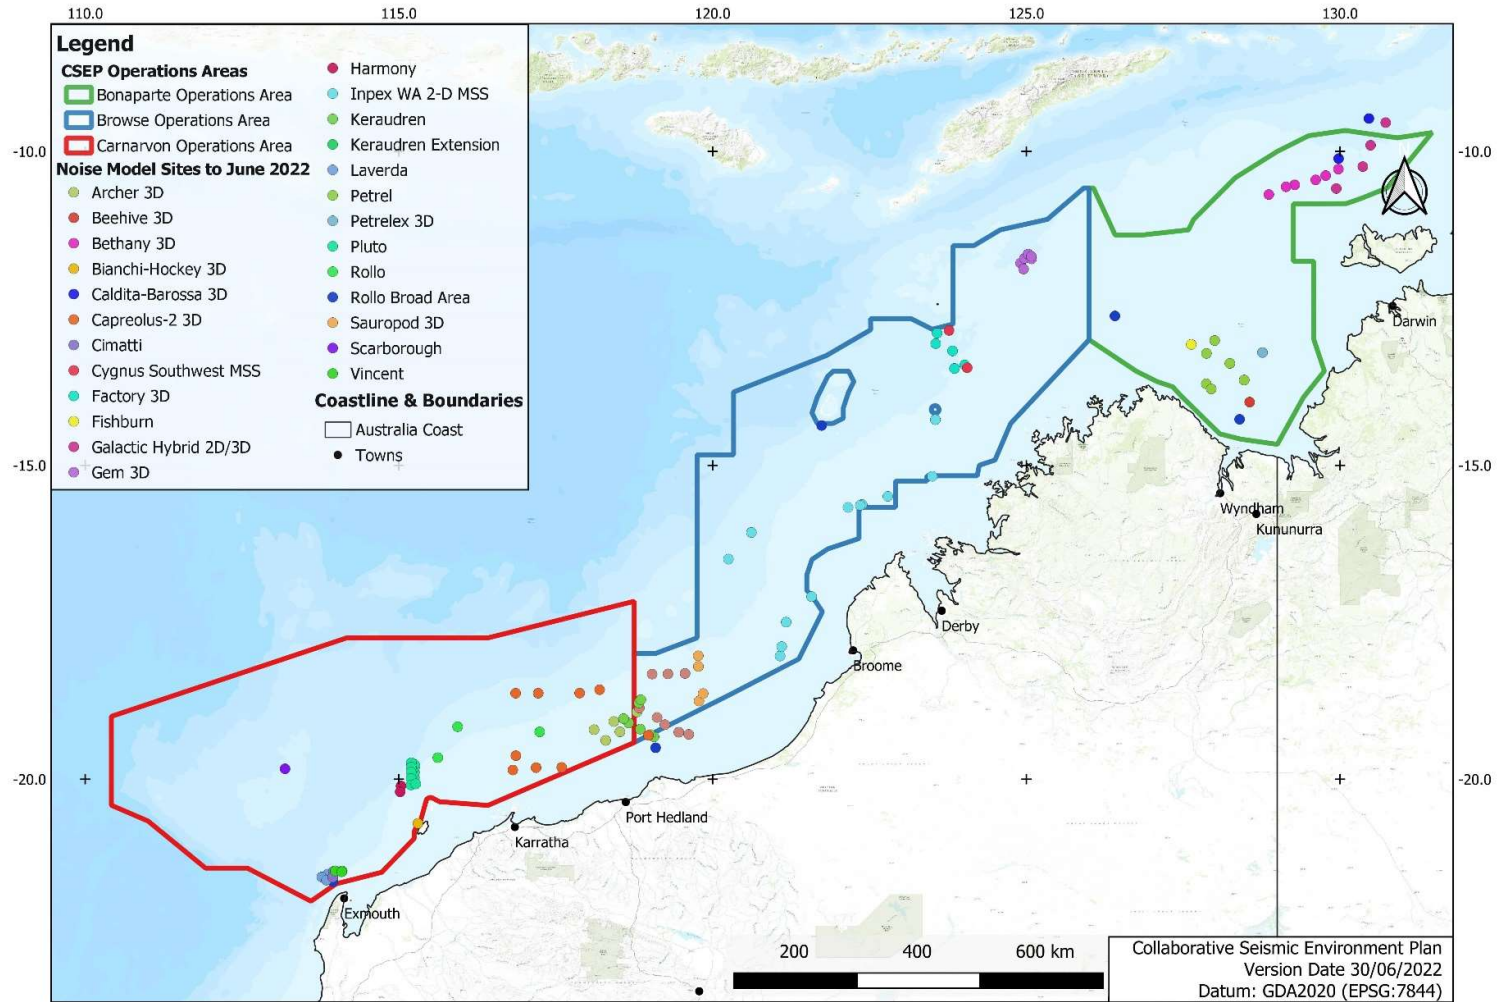 110.0
115.0
120.0
125.0
130.0
Legend
CSEP Operations Areas
Bonaparte Operations Area
Browse Operations Area
Carnarvon Operations Area
Noise Model Sites to June 2022
Archer 3D
Beehive 3D
Bethany 3D
Bianchi-Hockey 3D
Caldita-Barossa 3D
Capreolus-2 3D
Cimatti
Cygnus Southwest MSS
Factory 3D
Fishburn
Galactic Hybrid 2D/3D
Gem 3D
Harmony
Inpex WA 2-D MSS
Keraudren
Keraudren Extension
Laverda
Petrel
Petrelex 3D
Pluto
Rollo
Rollo Broad Area
Sauropod 3D
Scarborough
Vincent
Coastline & Boundaries
Australia Coast
Towns
-10.0
-10.0
-15.0
-15.0
-20.0
-20.0
Darwin
Wyndham
Kununurra
Derby
Broome
Port Hedland
Karratha
Exmouth
200
400
600 km
Collaborative Seismic Environment Plan
Version Date 30/06/2022
Datum: GDA2020 (EPSG:7844)